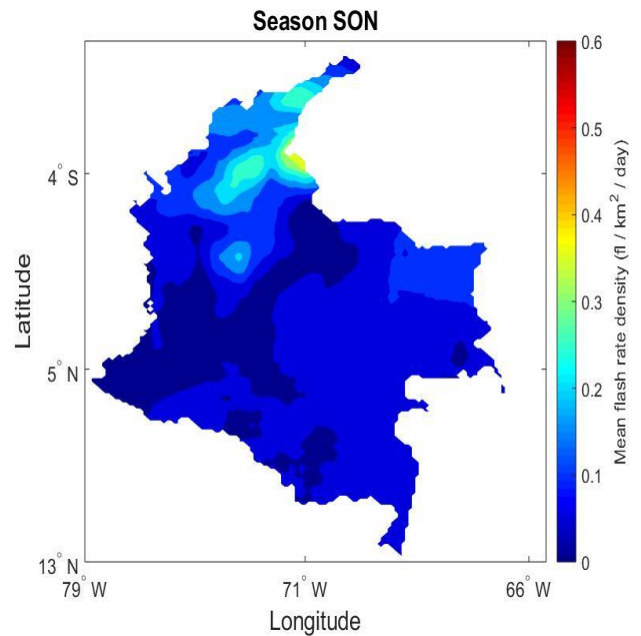 Season SON
4° S
5° N
13° N
79° W
71° W
66° W
Longitude
Latitude
0.6
0.5
0.4
0.3
0.2
0.1
0
Mean flash rate density (fl / km² / day)